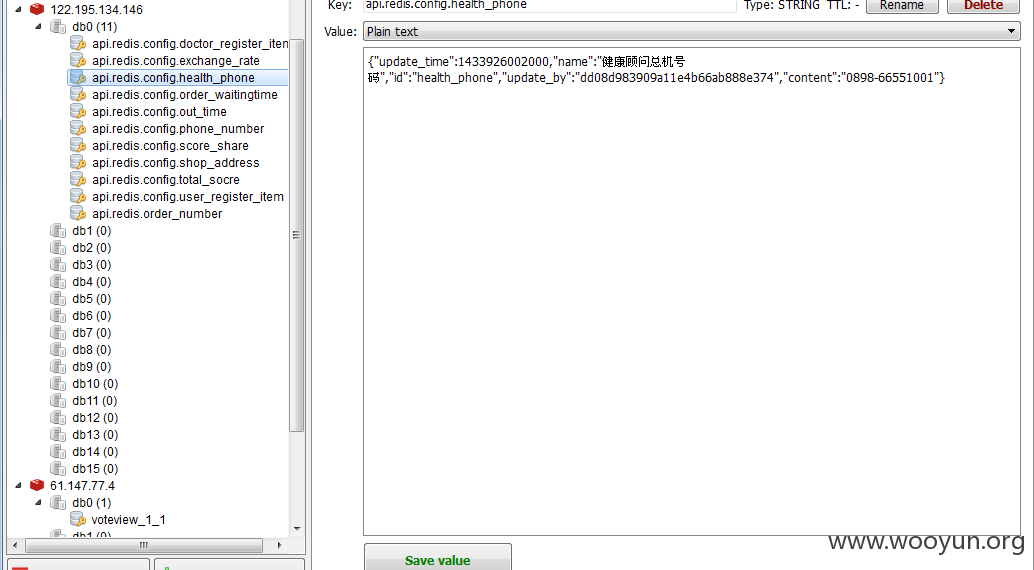 122.195.134.146
db0 (11)
api.redis.config.doctor_register_iten
api.redis.config.exchange_rate
api.redis.config.health_phone
api.redis.config.order_waitingtime
api.redis.config.out_time
api.redis.config.phone_number
api.redis.config.score_share
api.redis.config.shop_address
api.redis.config.total_socre
api.redis.config.user_register_item
api.redis.order_number
db1 (0)
db2 (0)
db3 (0)
db4 (0)
db5 (0)
db6 (0)
db7 (0)
db8 (0)
db9 (0)
db10 (0)
db11 (0)
db12 (0)
db13 (0)
db14 (0)
db15 (0)
61.147.77.4
db0 (1)
voteview_1_1
db1 (0)
Key: api.redis.config.health_phone Type: STRING TTL: - Rename Delete
Value: Plain text
{"update_time":1433926002000,"name":"健康顾问总机号
码","id":"health_phone","update_by":"dd08d983909a11e4b66ab888e374","content":"0898-66551001"}
Save value
www.wooyun.org